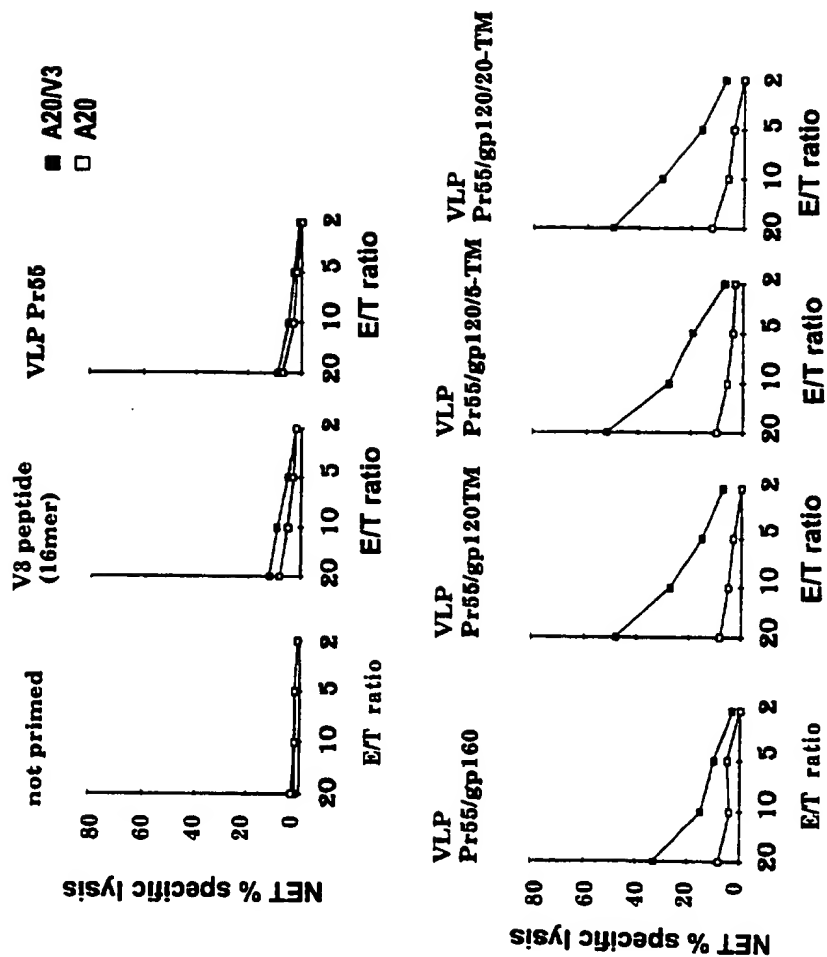 not primed
V3 peptide
(16mer)
VLP Pr55
A20/V3
A20
NET % specific lysis
80
60
40
20
0
20 10 5 2
E/T ratio
20 10 5 2
E/T ratio
20 10 5 2
E/T ratio
VLP
Pr55/gp160
VLP
Pr55/gp120TM
VLP
Pr55/gp120/5-TM
VLP
Pr55/gp120/20-TM
NET % specific lysis
80
60
40
20
0
20 10 5 2
E/T ratio
20 10 5 2
E/T ratio
20 10 5 2
E/T ratio
20 10 5 2
E/T ratio